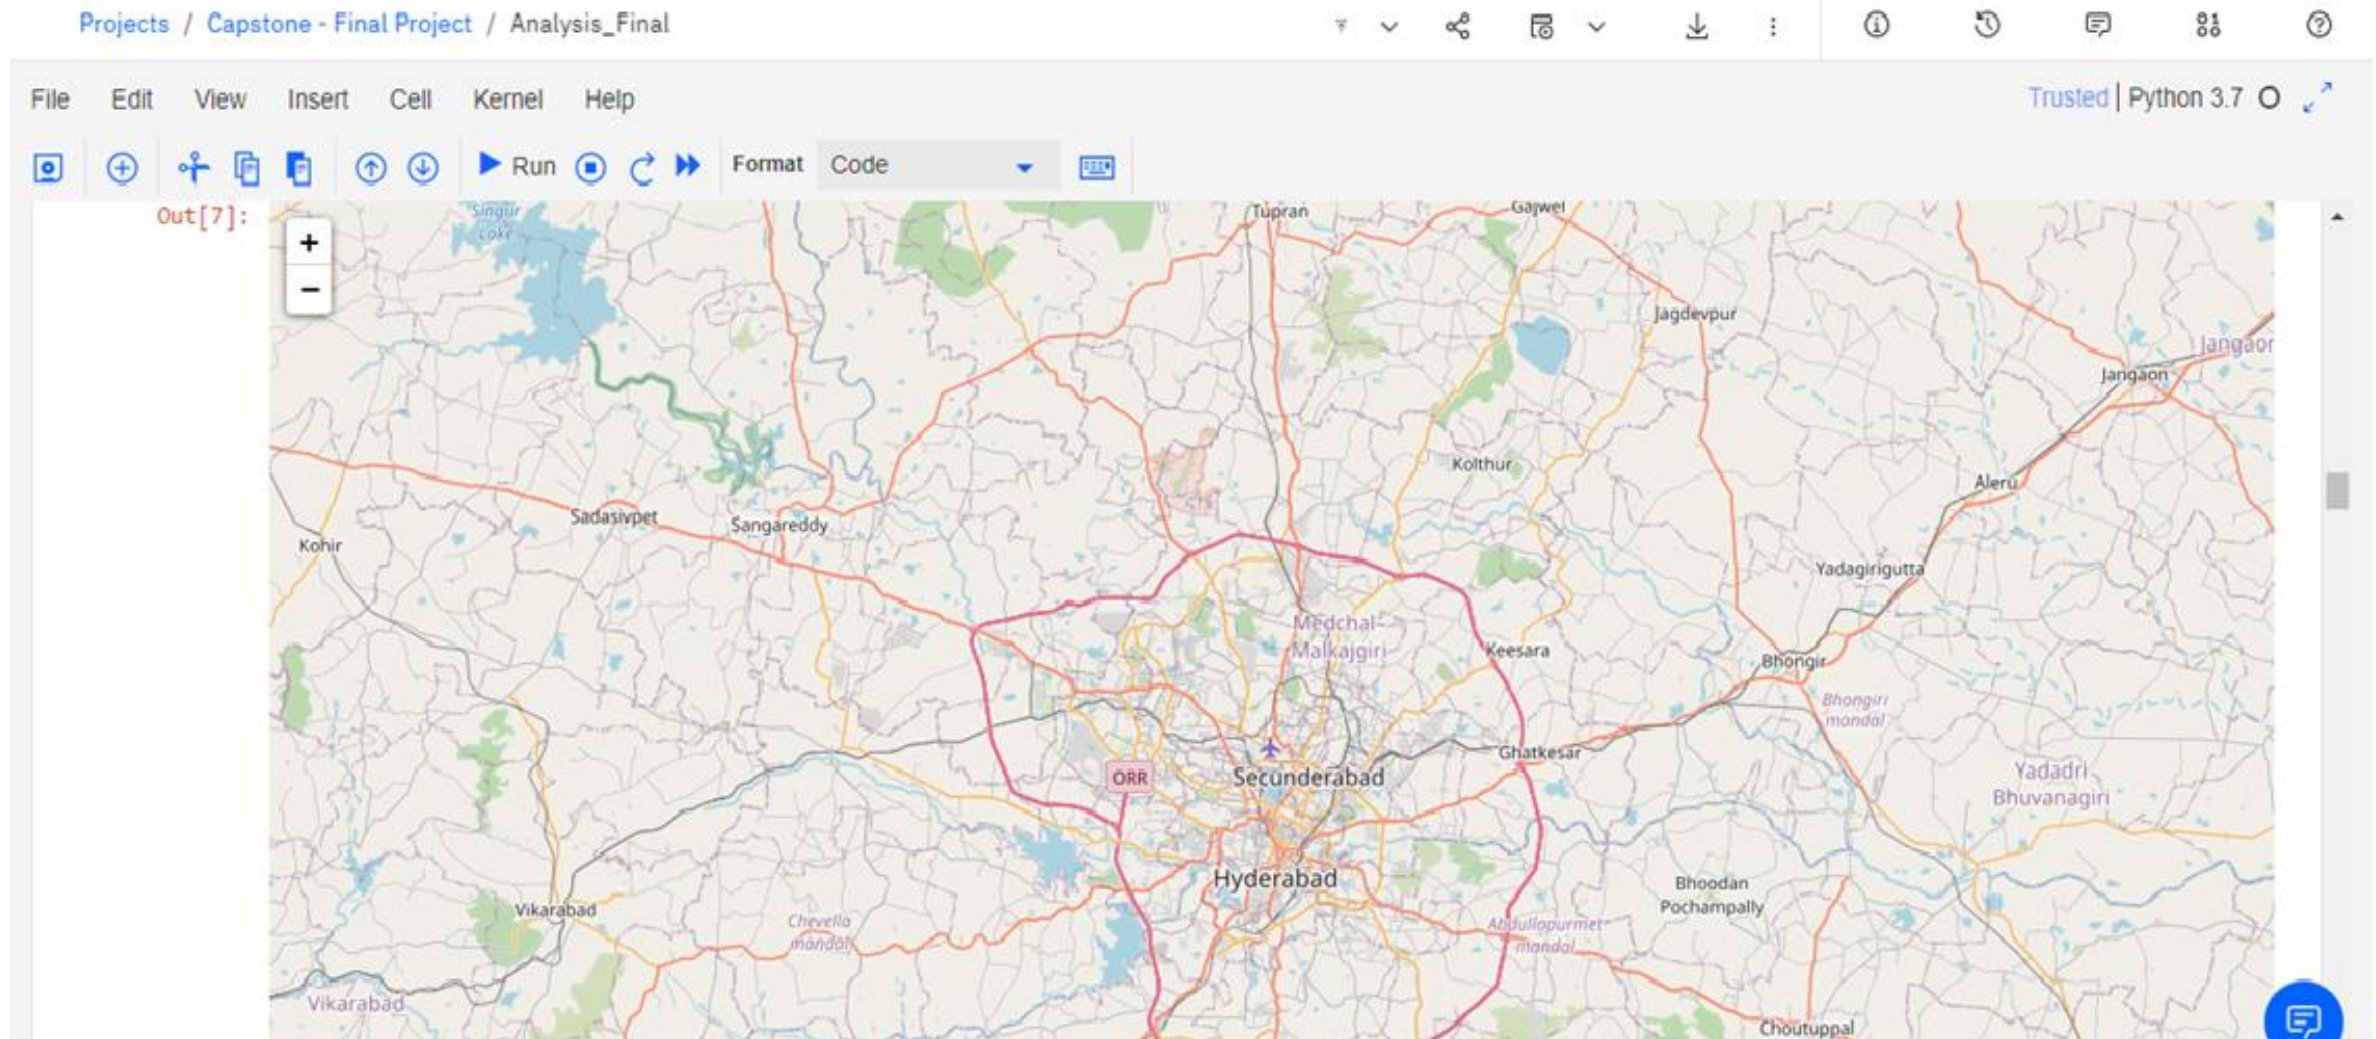 Projects / Capstone - Final Project / Analysis_Final
File Edit View Insert Cell Kernel Help
Trusted | Python 3.7
Run
Format
Code
Out[7]:
+
−
Singur
Lake
Tupran
Gajwel
Jagdevpur
Jangaon
Jangaon
Kolthur
Aleru
Sadasivpet
Sangareddy
Kohir
Yadagirigutta
Medchal-
Malkajgiri
Keesara
Bhongir
Bhongiri
mandal
Ghatkesar
ORR
Secunderabad
Yadadri
Bhuvanagiri
Hyderabad
Bhoodan
Pochampally
Vikarabad
Chevella
mandal
Abdullapurmet
mandal
Vikarabad
Choutuppal